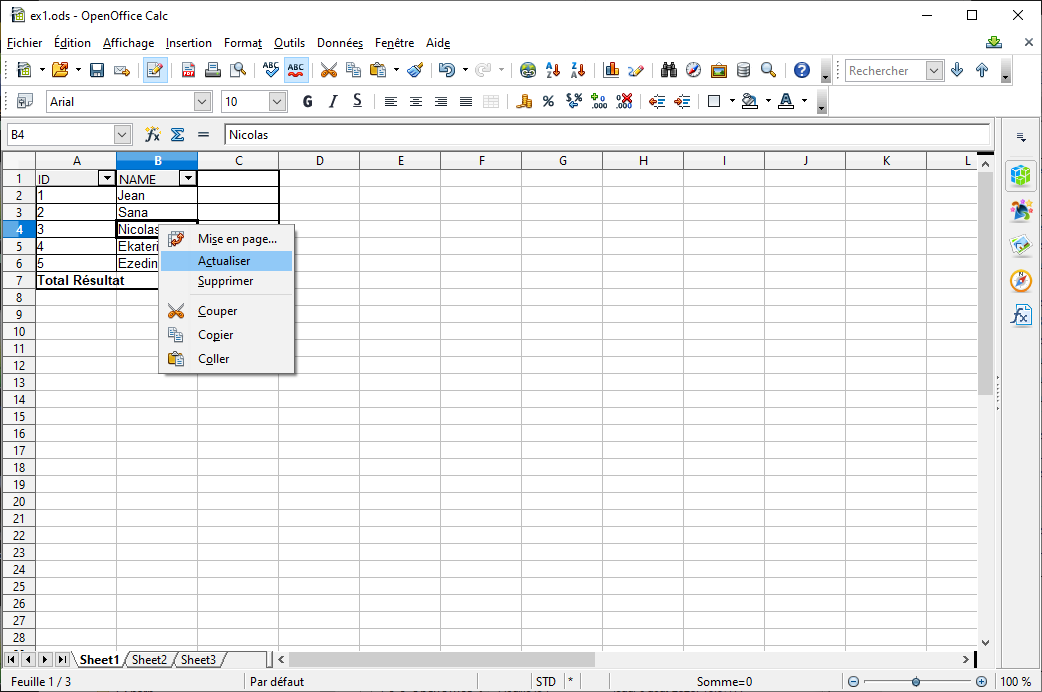 ex1.ods - OpenOffice Calc
Fichier Édition Affichage Insertion Format Outils Données Fenêtre Aide
Rechercher
Arial 10 G I S
B4 Nicolas
A B C D E F G H I J K L
1 ID NAME
2 1 Jean
3 2 Sana
4 3 Nicolas
5 4 Ekateri
6 5 Ezedin
7 Total Résultat
Mise en page...
Actualiser
Supprimer
Couper
Copier
Coller
8
9
10
11
12
13
14
15
16
17
18
19
20
21
22
23
24
25
26
27
28
Sheet1 Sheet2 Sheet3
Feuille 1 / 3 Par défaut STD * Somme=0 100 %